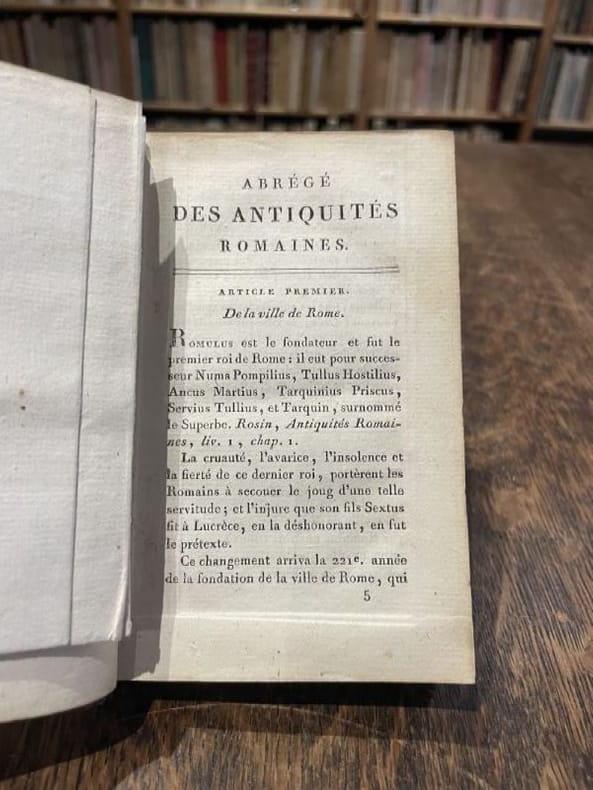 ABRÉGÉ
DES ANTIQUITÉS
ROMAINES.
ARTICLE PREMIER.
De la ville de Rome.
ROMULUS est le fondateur et fut le
premier roi de Rome : il eut pour succes-
seur Numa Pompilius, Tullus Hostilius,
Ancus Martius, Tarquinius Priscus,
Servius Tullius, et Tarquin, surnommé
le Superbe. Rosin, Antiquités Romai-
nes, liv. 1, chap. 1.
La cruauté, l'avarice, l'insolence et
la fierté de ce dernier roi, portèrent les
Romains à secouer le joug d'une telle
servitude ; et l'injure que son fils Sextus
fit à Lucrèce, en la déshonorant, en fut
le prétexte.
Ce changement arriva la 221e. année
de la fondation de la ville de Rome, qui
5